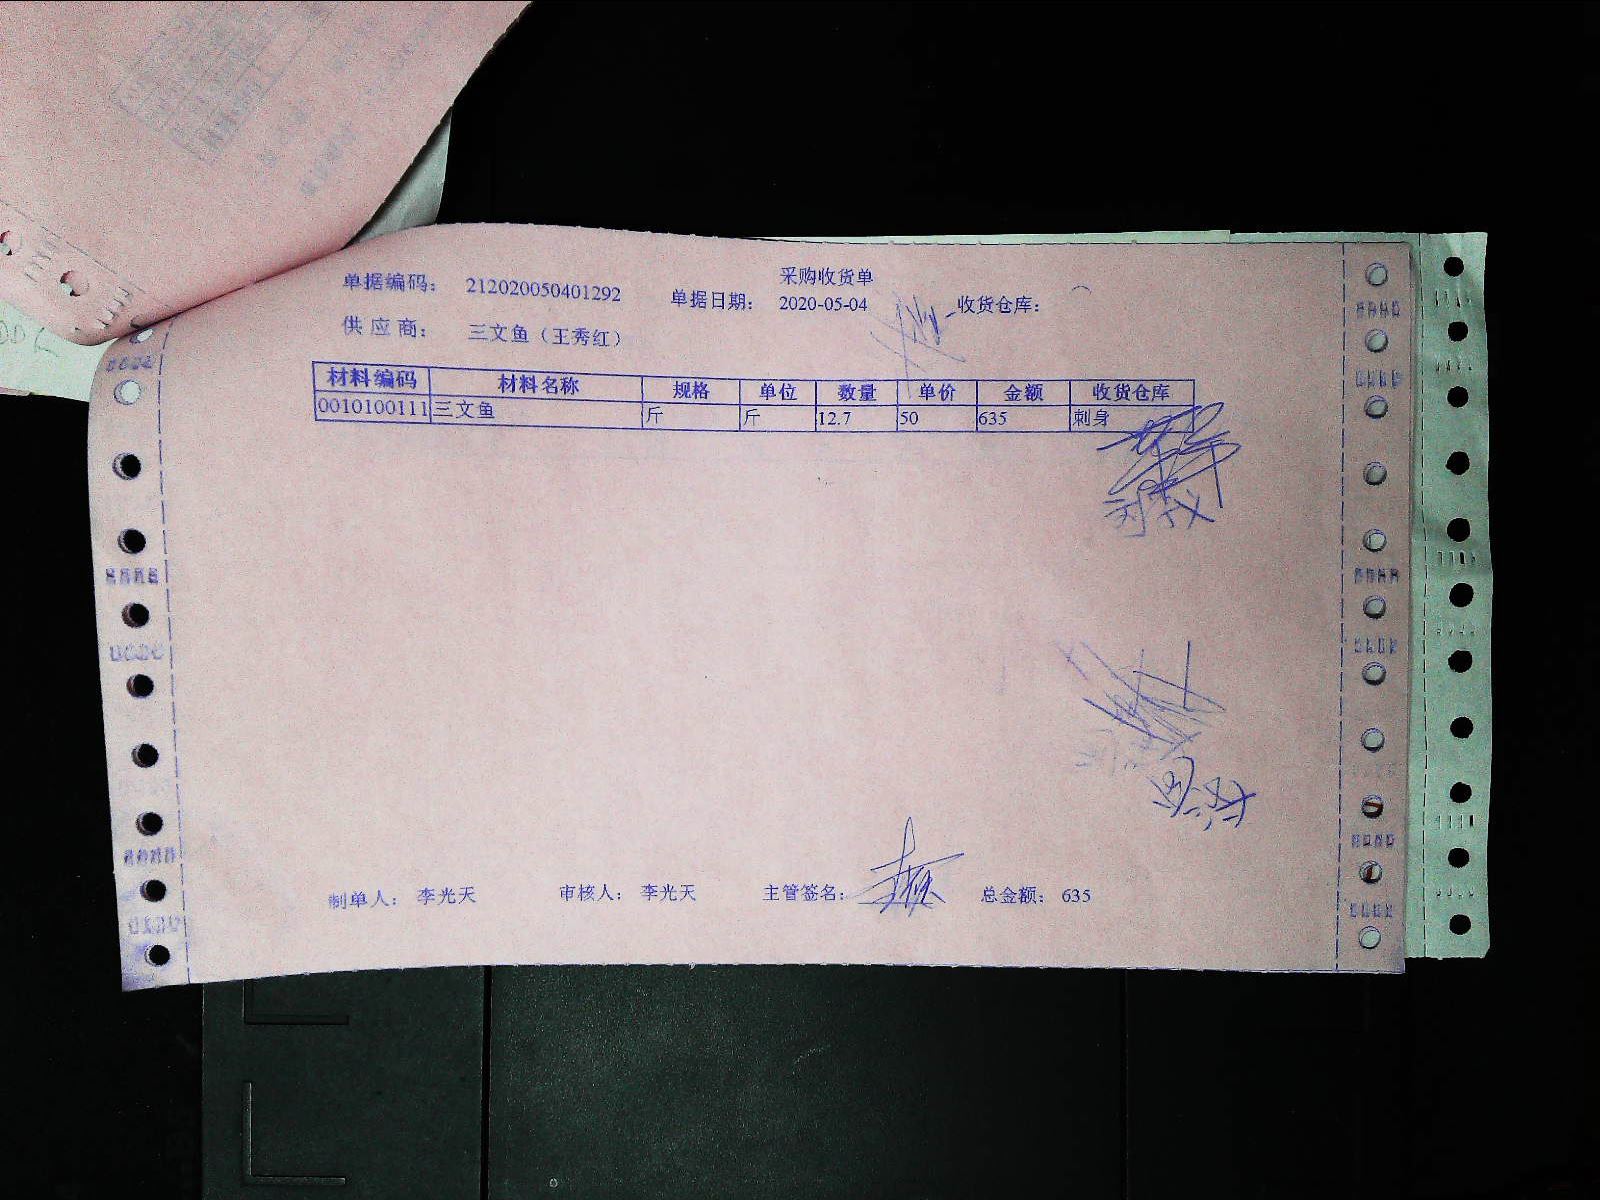 采购收货单
单据编码： 212020050401292 单据日期： 2020-05-04 收货仓库：
供应商： 三文鱼（王秀红）
材料编码 材料名称 规格 单位 数量 单价 金额 收货仓库
0010100111 三文鱼 斤 斤 12.7 50 635 刺身
制单人： 李光天 审核人： 李光天 主管签名： 总金额： 635